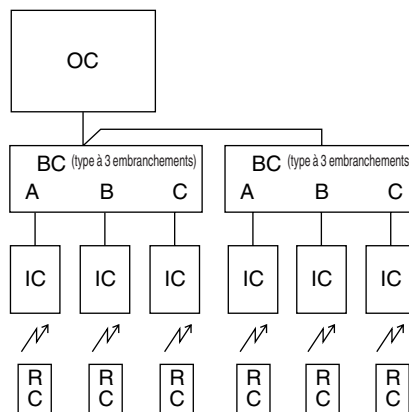 OC
BC (type à 3 embranchements)
BC (type à 3 embranchements
A B C
A B C
IC IC IC IC IC IC
R R R R R R
C C C C C C